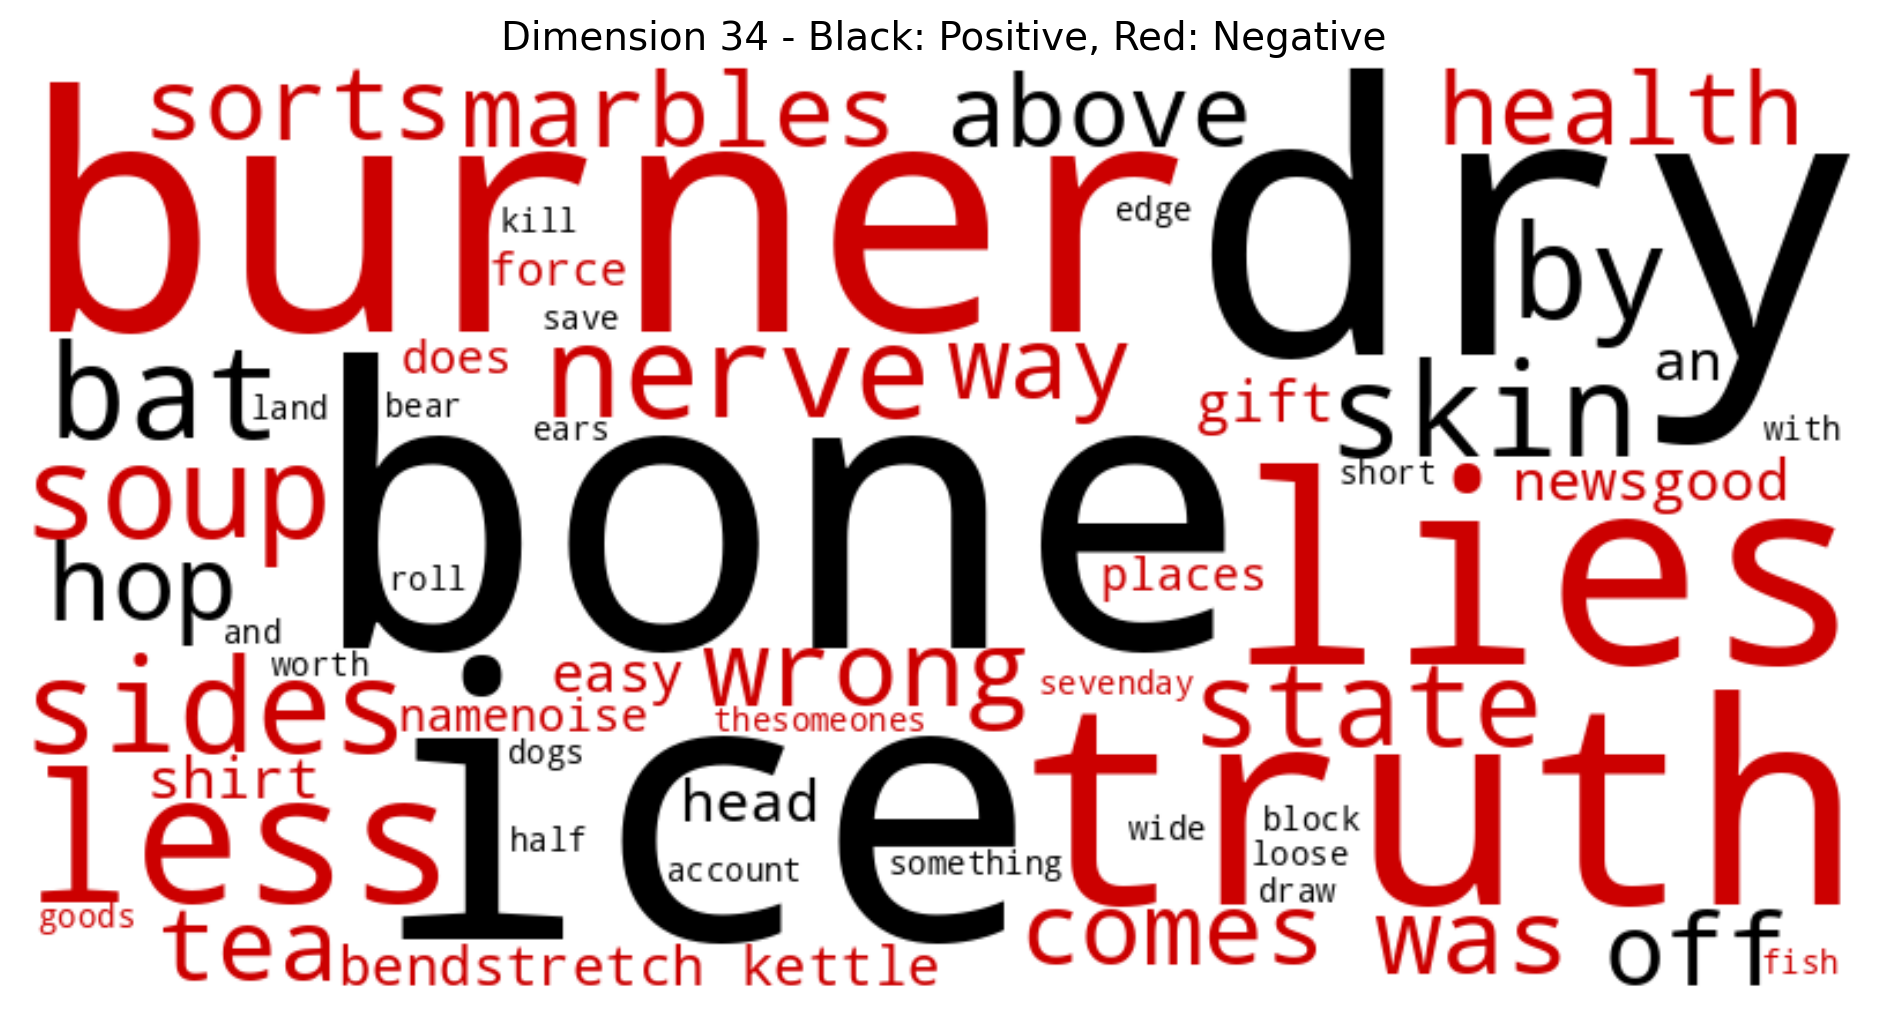 Dimension 34 - Black: Positive, Red: Negative
sorts marbles above health
burner dry
kill edge
force by
save
bat does nerve way an
land bear ears gift skin with
soup bone short newsgood
lies
hop roll places
and
worth easy wrong sevenday state
sides namenoise thesomeones
shirt ice dogs truth
less head wide block
half account something loose
draw
goods tea comes was off
bendstretch kettle fish